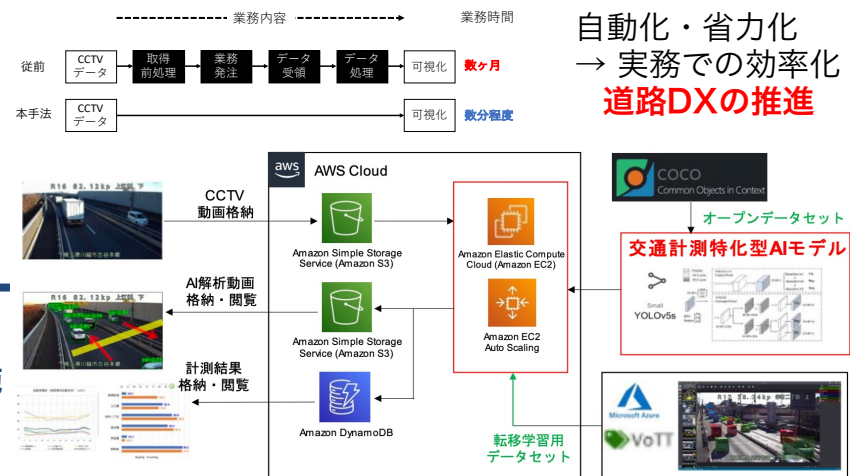 業務内容
業務時間
従前
CCTV
データ
取得
前処理
業務
発注
データ
受領
データ
処理
可視化
数ヶ月
本手法
CCTV
データ
可視化
数分程度
自動化・省力化
→ 実務での効率化
道路DXの推進
aws
AWS Cloud
R16 82.12kp 上り線 下
CCTV
動画格納
Amazon Simple Storage
Service (Amazon S3)
Amazon Elastic Compute
Cloud (Amazon EC2)
Amazon EC2
Auto Scaling
COCO
Common Objects in Context
オープンデータセット
交通計測特化型AIモデル
Small
YOLOv5s
AI解析動画
格納・閲覧
Amazon Simple Storage
Service (Amazon S3)
計測結果
格納・閲覧
Amazon DynamoDB
転移学習用
データセット
Microsoft Azure
VoTT